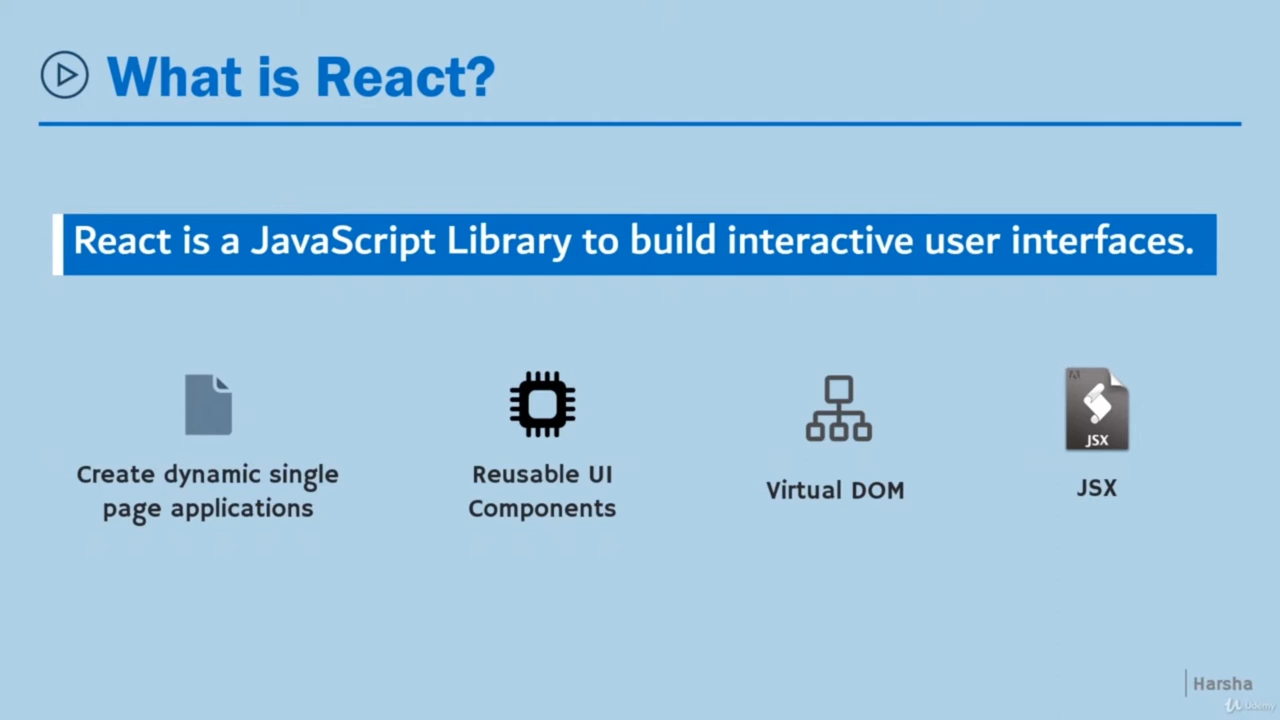 What is React?
React is a JavaScript Library to build interactive user interfaces.
Create dynamic single
page applications
Reusable UI
Components
Virtual DOM
JSX
JSX
Harsha
Udemy